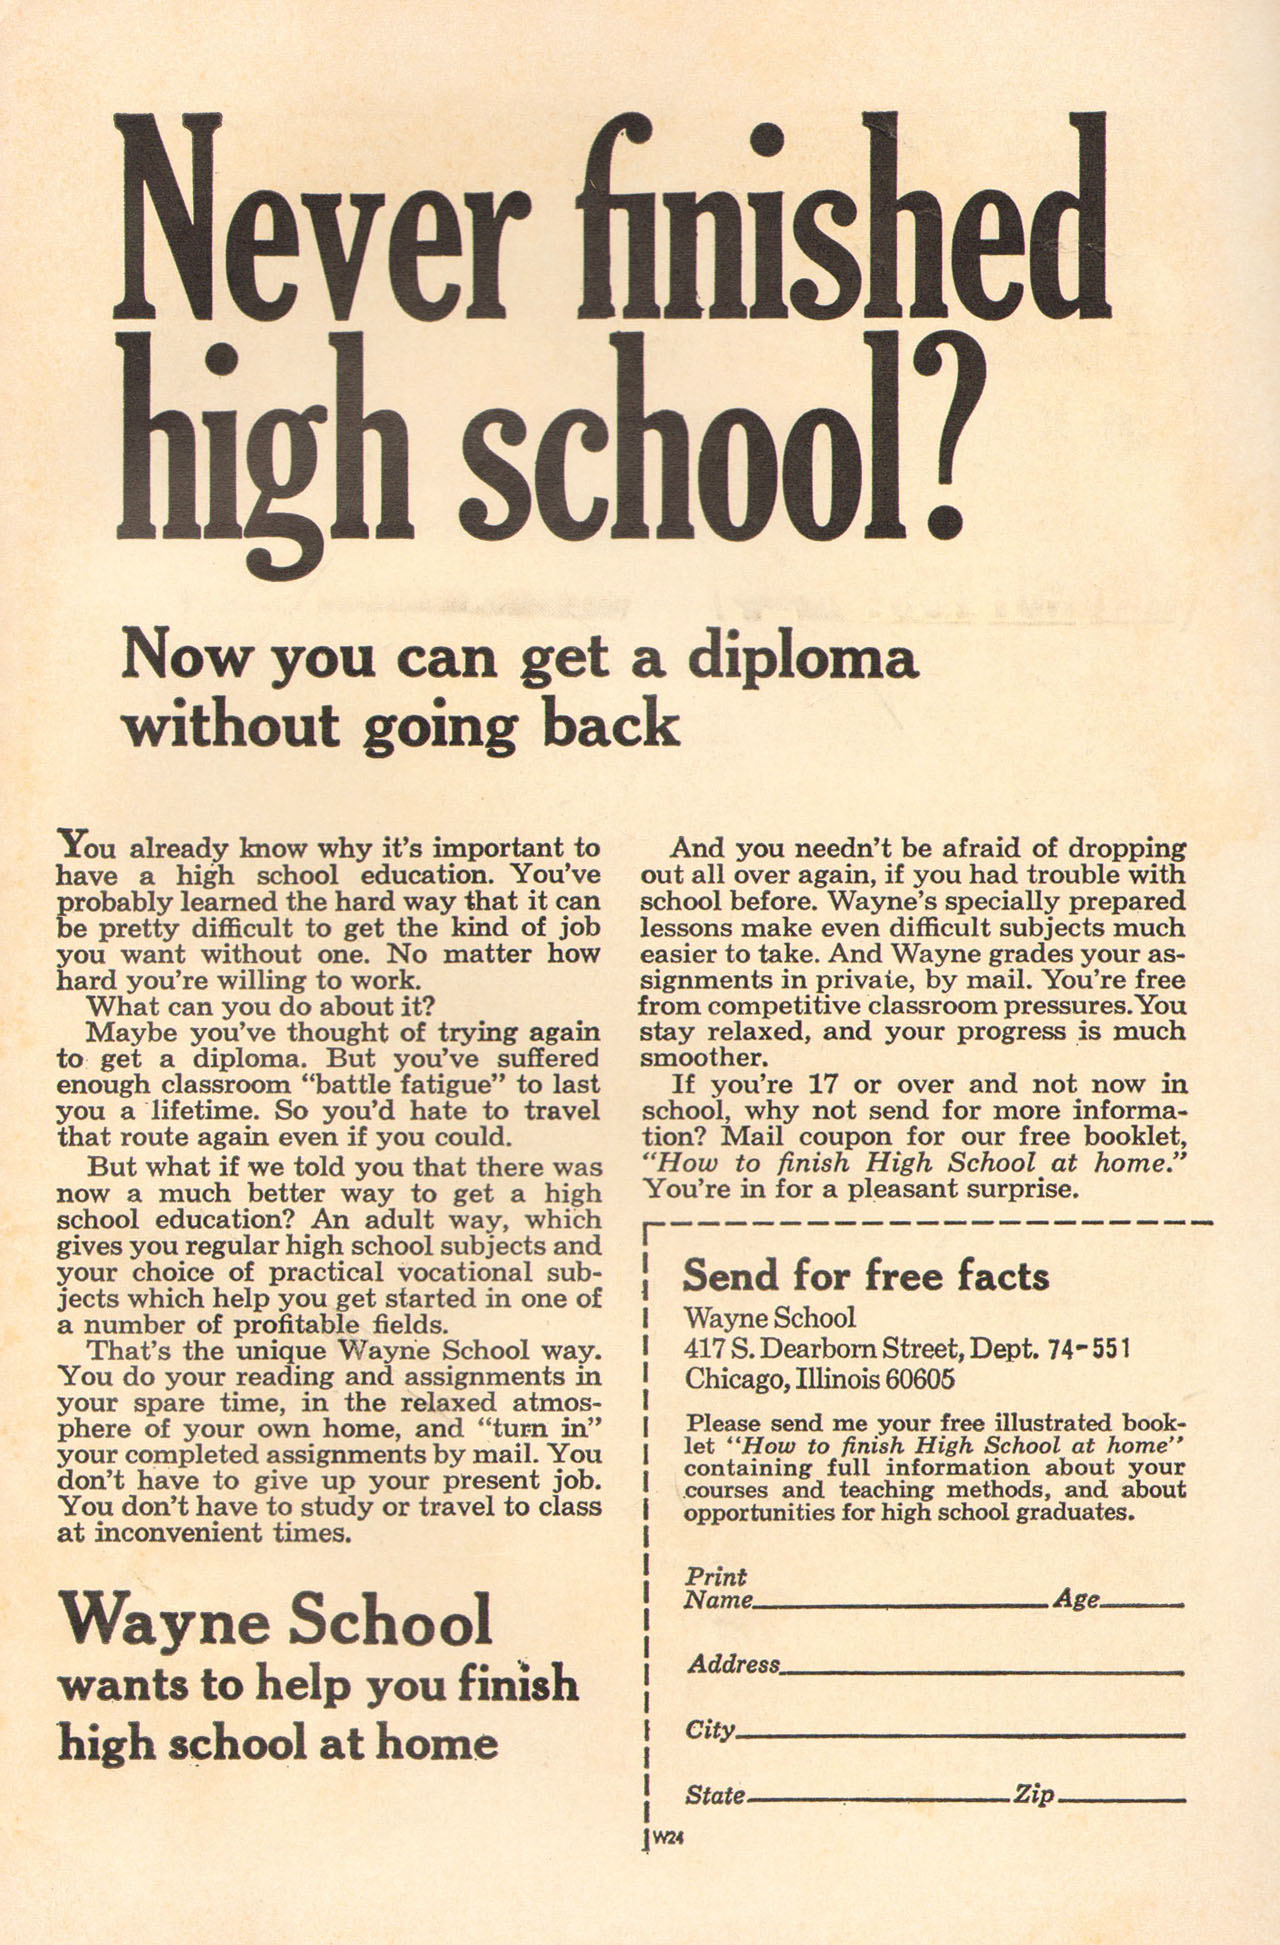 Never finished
high school?
Now you can get a diploma
without going back
You already know why it's important to
have a high school education. You've
probably learned the hard way that it can
be pretty difficult to get the kind of job
you want without one. No matter how
hard you're willing to work.
What can you do about it?
Maybe you've thought of trying again
to get a diploma. But you've suffered
enough classroom "battle fatigue" to last
you a lifetime. So you'd hate to travel
that route again even if you could.
But what if we told you that there was
now a much better way to get a high
school education? An adult way, which
gives you regular high school subjects and
your choice of practical vocational sub-
jects which help you get started in one of
a number of profitable fields.
That's the unique Wayne School way.
You do your reading and assignments in
your spare time, in the relaxed atmos-
phere of your own home, and "turn in"
your completed assignments by mail. You
don't have to give up your present job.
You don't have to study or travel to class
at inconvenient times.
Wayne School
wants to help you finish
high school at home
And you needn't be afraid of dropping
out all over again, if you had trouble with
school before. Wayne's specially prepared
lessons make even difficult subjects much
easier to take. And Wayne grades your as-
signments in private, by mail. You're free
from competitive classroom pressures. You
stay relaxed, and your progress is much
smoother.
If you're 17 or over and not now in
school, why not send for more informa-
tion? Mail coupon for our free booklet,
"How to finish High School at home."
You're in for a pleasant surprise.
Send for free facts
Wayne School
417 S. Dearborn Street, Dept. 74-551
Chicago, Illinois 60605
Please send me your free illustrated book-
let "How to finish High School at home"
containing full information about your
courses and teaching methods, and about
opportunities for high school graduates.
Print
Name Age
Address
City
State Zip
W24